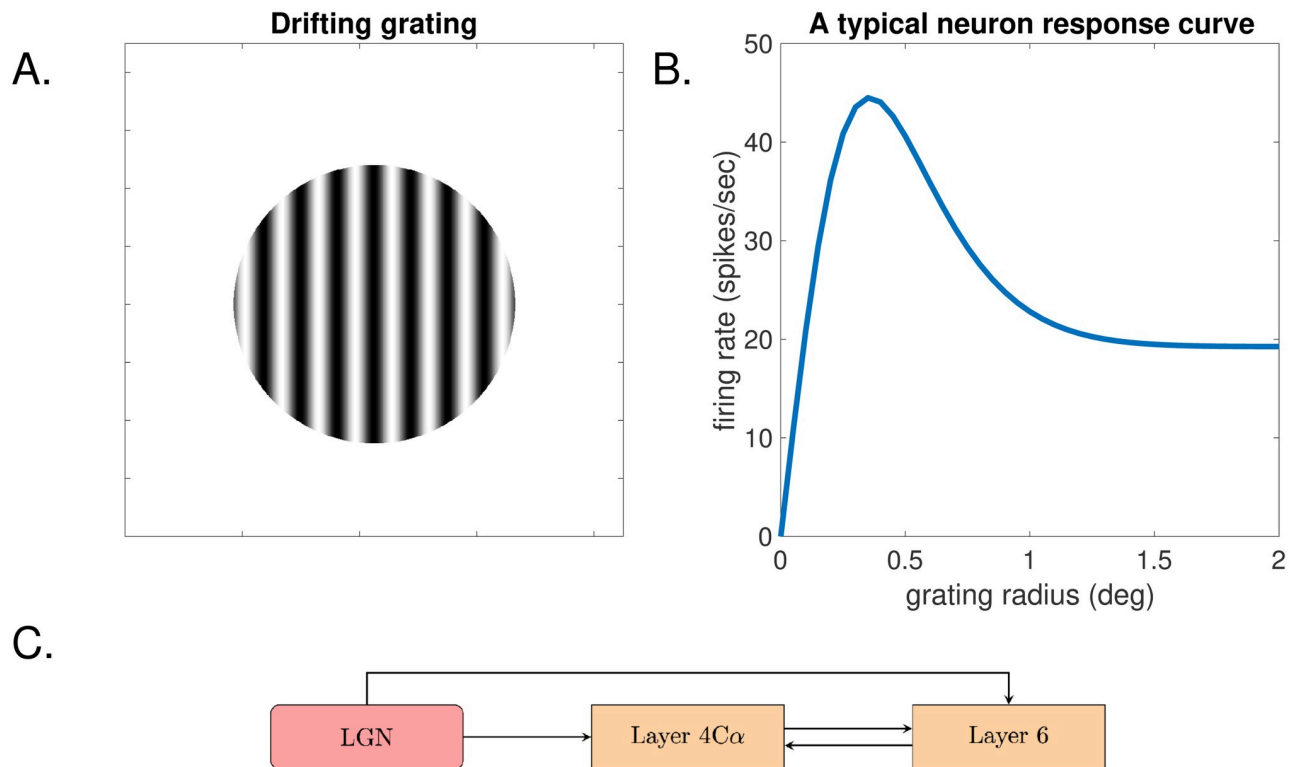 A.
Drifting grating
B.
A typical neuron response curve
50
40
30
20
10
0
0 0.5 1 1.5 2
firing rate (spikes/sec)
grating radius (deg)
C.
LGN
Layer 4Cα
Layer 6